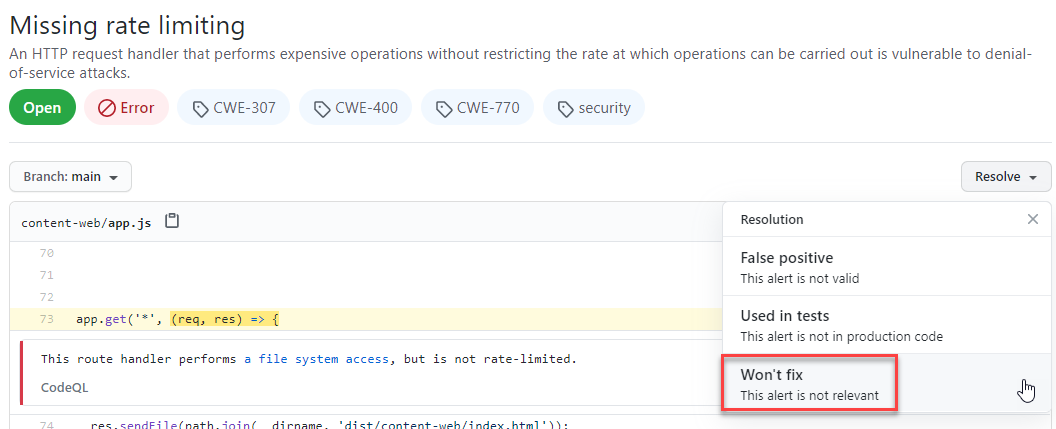 Missing rate limiting
An HTTP request handler that performs expensive operations without restricting the rate at which operations can be carried out is vulnerable to denial-
of-service attacks.
Open Error CWE-307 CWE-400 CWE-770 security
Branch: main Resolve
content-web/app.js
Resolution
70
False positive
71
This alert is not valid
72
73 app.get('*', (req, res) => {
Used in tests
This alert is not in production code
This route handler performs a file system access, but is not rate-limited.
Won't fix
CodeQL
This alert is not relevant
74 res.sendFile(path.join(__dirname, 'dist/content-web/index.html'));